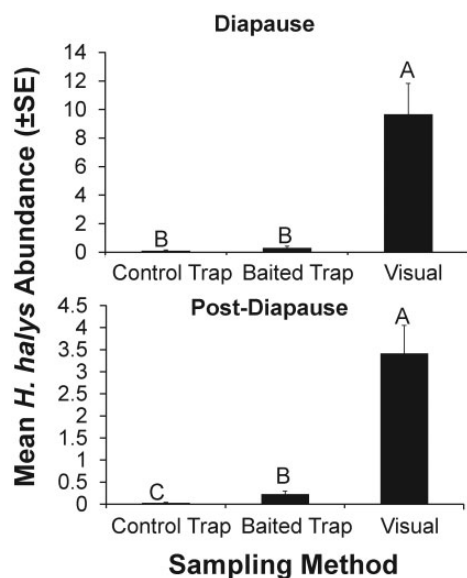 Diapause
Mean H. halys Abundance (±SE)
14
12
10
8
6
4
2
0
B
B
A
Control Trap Baited Trap Visual
Post-Diapause
4.5
4
3.5
3
2.5
2
1.5
1
0.5
0
C
B
A
Control Trap Baited Trap Visual
Sampling Method